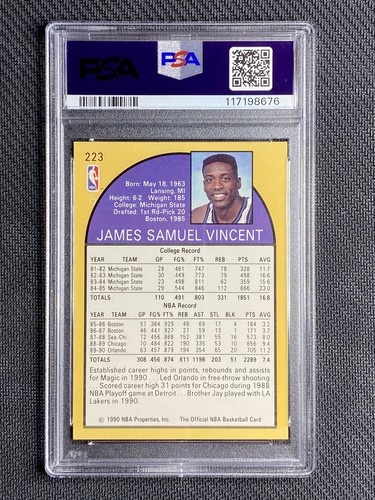 PSA
PSA
117198676
223
NBA
Born: May 18, 1963
Lansing, MI
Height: 6-2 Weight: 185
College: Michigan State
Drafted: 1st Rd-Pick 20
Boston, 1985
JAMES SAMUEL VINCENT
College Record
YEAR TEAM GP FG% FT% REB PTS AVG
81-82 Michigan State 28 .461 .747 78 328 11.7
82-83 Michigan State 30 .449 .773 79 498 16.6
83-84 Michigan State 23 .498 .811 62 359 15.6
84-85 Michigan State 29 .544 .846 112 666 23.0
TOTALS 110 .491 .803 331 1851 16.8
NBA Record
YEAR TEAM GP FG% FT% REB AST STL BLK PTS AVG
85-86 Boston 57 .364 .929 48 69 17 4 184 3.2
86-87 Boston 46 .441 .927 27 59 13 1 171 3.7
87-88 Sea-Chi 72 .456 .868 152 381 55 16 573 8.0
88-89 Chicago 70 .484 .822 190 335 53 10 656 9.4
89-90 Orlando 63 .457 .879 194 354 65 20 705 11.2
TOTALS 308 .456 .874 611 1198 203 51 2289 7.4
Established career highs in points, rebounds and assists
for Magic in 1990 . . . Led Orlando in free-throw shooting
. . . Scored career high 31 points for Chicago during 1988
NBA Playoff game at Detroit . . . Brother Jay played with LA
Lakers in 1990.
© 1990 NBA Properties, Inc. The Official NBA Basketball Card